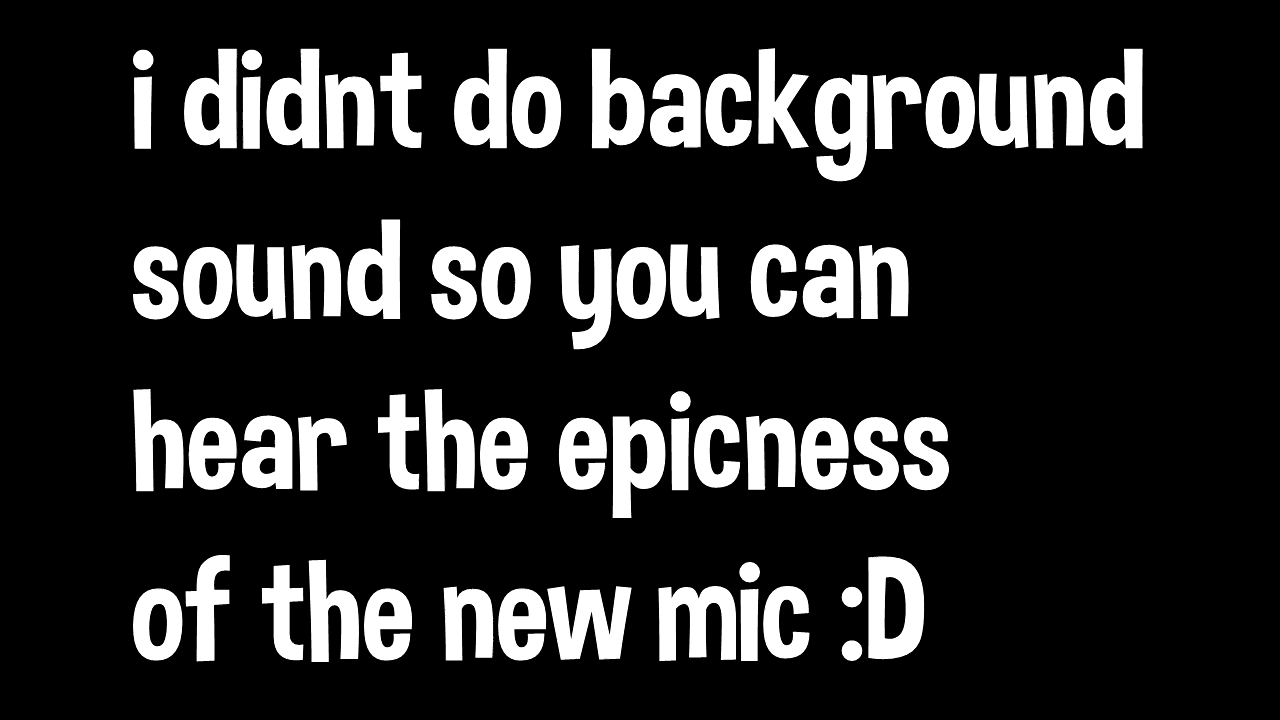 i didnt do background
sound so you can
hear the epicness
of the new mic :D